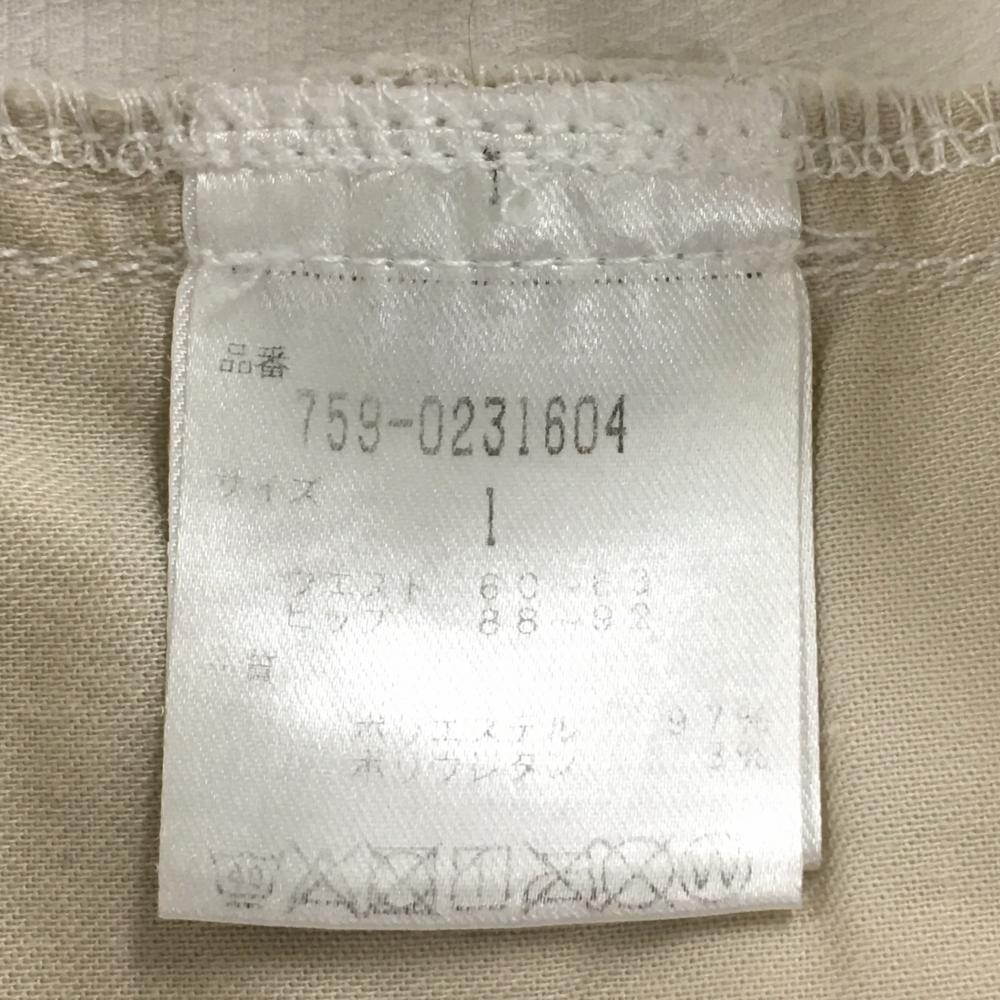 品番
759-0231604
サイズ
1
ウエスト 60~63
ヒップ 88~92
ポリエステル 97%
ポリウレタン 3%
40